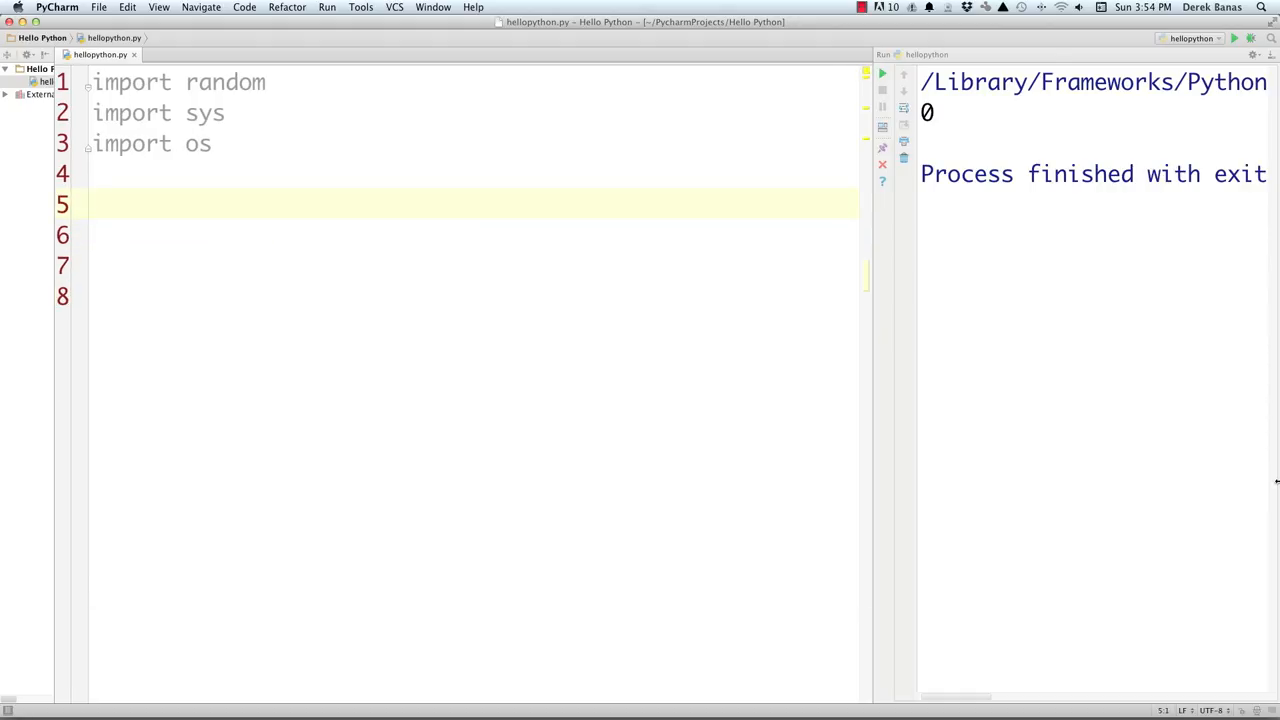 PyCharm File Edit View Navigate Code Refactor Run Tools VCS Window Help 10 Sun 3:54 PM Derek Banas
hellopython.py – Hello Python – [~/PycharmProjects/Hello Python]
Hello Python hellopython.py hellopython
hellopython.py Run hellopython
Hello P
hell
Externa
1 import random
2 import sys
3 import os
4
5
6
7
8
/Library/Frameworks/Python
0
Process finished with exit
5:1 LF UTF-8